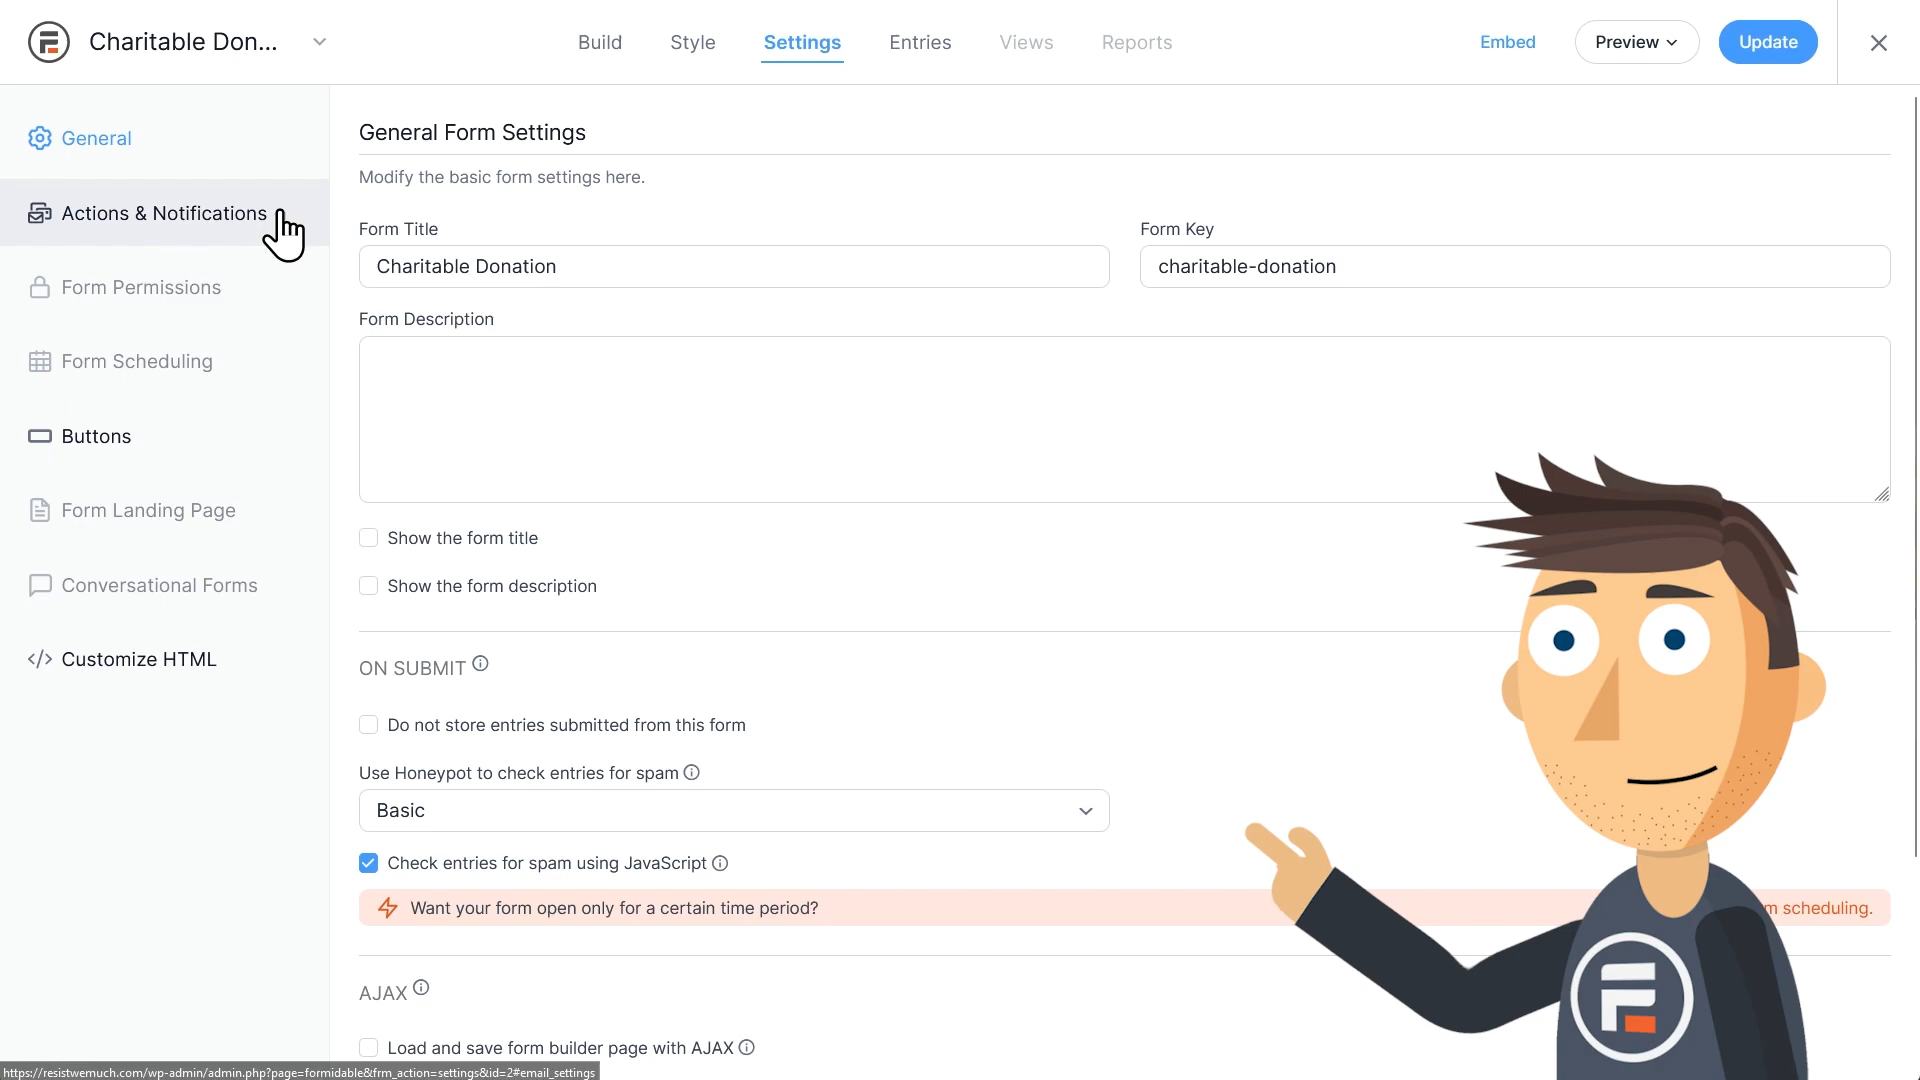 Charitable Don...
Build
Style
Settings
Entries
Views
Reports
Embed
Preview
Update
General
Actions & Notifications
Form Permissions
Form Scheduling
Buttons
Form Landing Page
Conversational Forms
Customize HTML
General Form Settings
Modify the basic form settings here.
Form Title
Form Key
Charitable Donation
charitable-donation
Form Description
Show the form title
Show the form description
ON SUBMIT
Do not store entries submitted from this form
Use Honeypot to check entries for spam
Basic
Check entries for spam using JavaScript
Want your form open only for a certain time period?
scheduling.
AJAX
Load and save form builder page with AJAX
https://resistwemuch.com/wp-admin/admin.php?page=formidable&frm_action=settings&id=2#email_settings